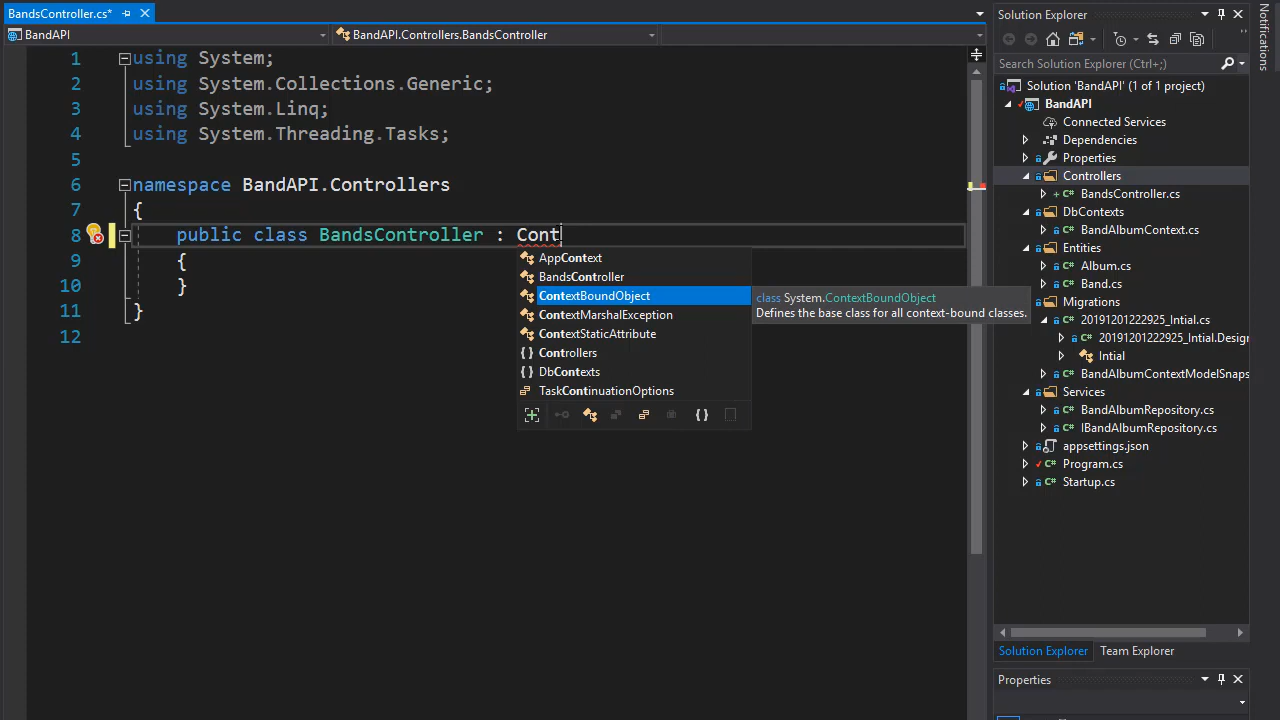 BandsController.cs*
BandAPI
BandAPI.Controllers.BandsController
1 using System;
2 using System.Collections.Generic;
3 using System.Linq;
4 using System.Threading.Tasks;
5
6 namespace BandAPI.Controllers
7 {
8 public class BandsController : Cont
9 {
10 }
11 }
12
AppContext
BandsController
ContextBoundObject
ContextMarshalException
ContextStaticAttribute
{ } Controllers
{ } DbContexts
TaskContinuationOptions
{ }
class System.ContextBoundObject
Defines the base class for all context-bound classes.
Solution Explorer
Search Solution Explorer (Ctrl+;)
Solution 'BandAPI' (1 of 1 project)
BandAPI
Connected Services
Dependencies
Properties
Controllers
+ C# BandsController.cs
DbContexts
C# BandAlbumContext.cs
Entities
C# Album.cs
C# Band.cs
Migrations
C# 20191201222925_Intial.cs
C# 20191201222925_Intial.Design
Intial
C# BandAlbumContextModelSnaps
Services
C# BandAlbumRepository.cs
C# IBandAlbumRepository.cs
appsettings.json
C# Program.cs
C# Startup.cs
Solution Explorer
Team Explorer
Properties
Notifications